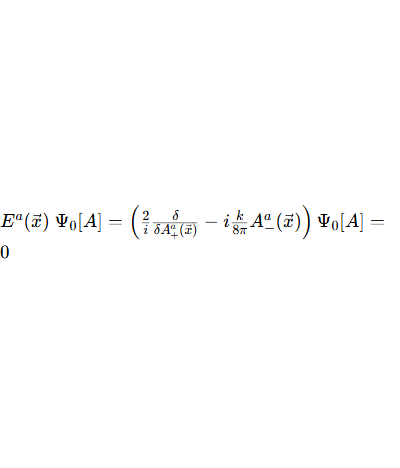 $E^a(\vec{x})\ \Psi_0[A] = \left(\frac{2}{i}\frac{\delta}{\delta A_+^a(\vec{x})} - i\frac{k}{8\pi}A_-^a(\vec{x})\right)\Psi_0[A] =$
$0$